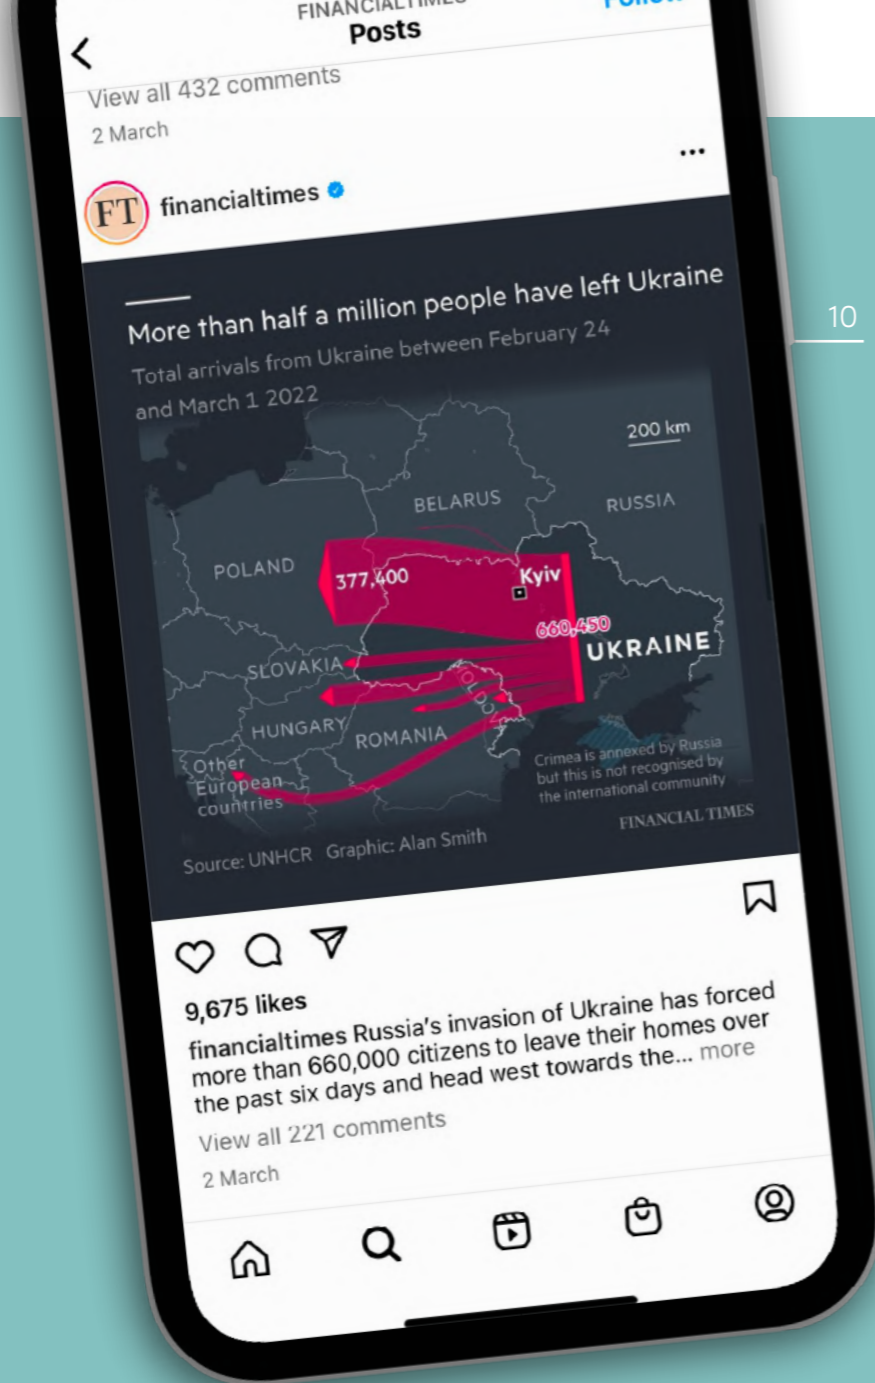 FINANCIALTIMES
Posts
Follow
View all 432 comments
2 March
FT
financialtimes
10
More than half a million people have left Ukraine
Total arrivals from Ukraine between February 24
and March 1 2022
200 km
BELARUS
RUSSIA
POLAND
377,400
Kyiv
660,450
UKRAINE
SLOVAKIA
MOLDOVA
HUNGARY
ROMANIA
Other
European
countries
Crimea is annexed by Russia
but this is not recognised by
the international community
FINANCIAL TIMES
Source: UNHCR Graphic: Alan Smith
9,675 likes
financialtimes Russia's invasion of Ukraine has forced
more than 660,000 citizens to leave their homes over
the past six days and head west towards the... more
View all 221 comments
2 March